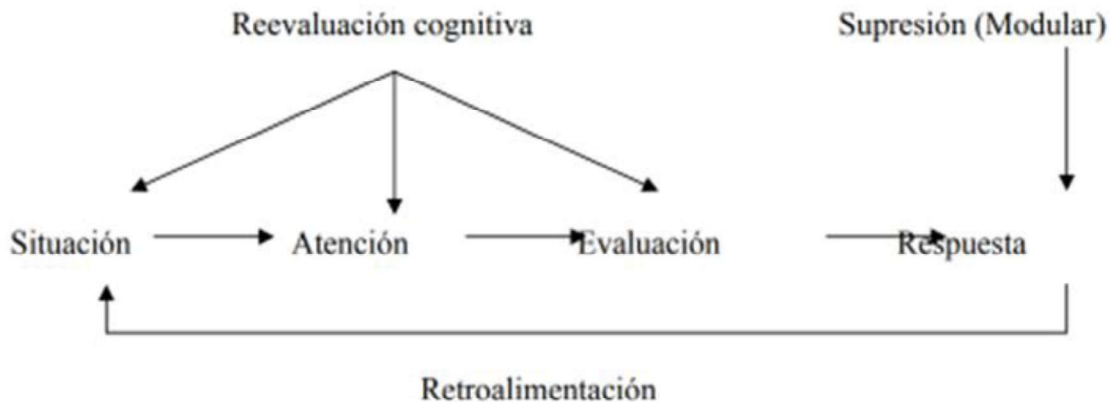 Reevaluación cognitiva
Supresión (Modular)
Situación
Atención
Evaluación
Respuesta
Retroalimentación